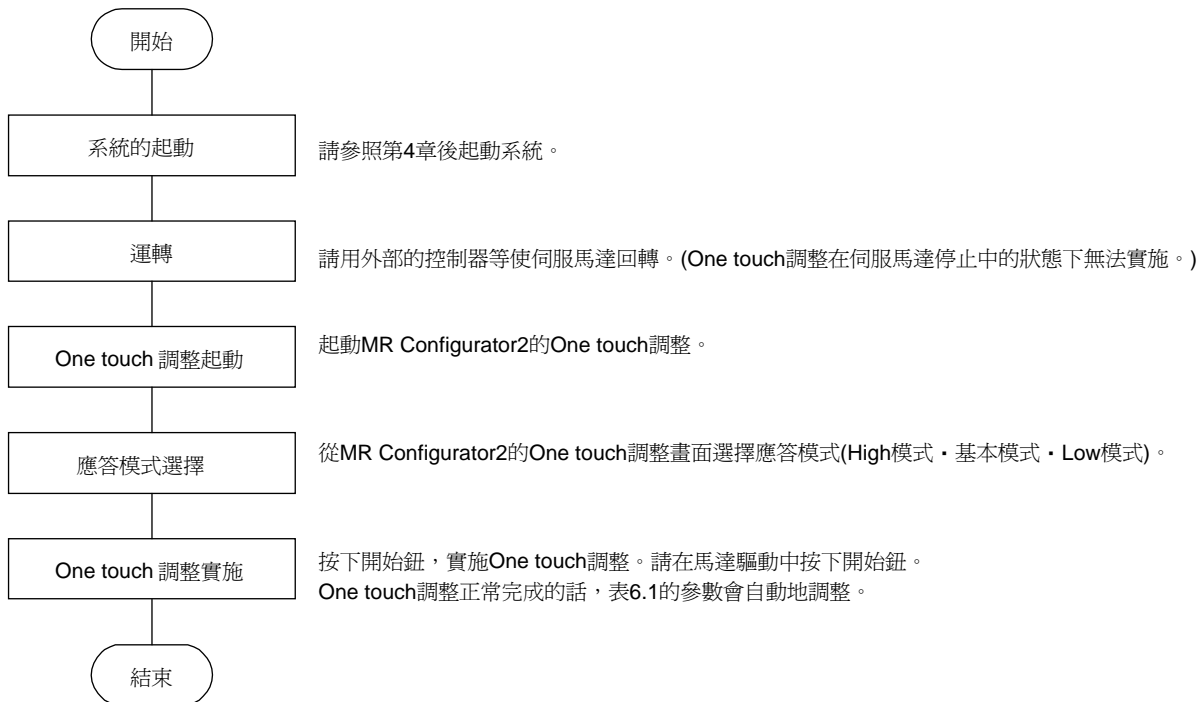 開始
系統的起動
請參照第4章後起動系統。
運轉
請用外部的控制器等使伺服馬達回轉。(One touch調整在伺服馬達停止中的狀態下無法實施。)
One touch 調整起動
起動MR Configurator2的One touch調整。
應答模式選擇
從MR Configurator2的One touch調整畫面選擇應答模式(High模式・基本模式・Low模式)。
One touch 調整實施
按下開始鈕，實施One touch調整。請在馬達驅動中按下開始鈕。
One touch調整正常完成的話，表6.1的參數會自動地調整。
結束